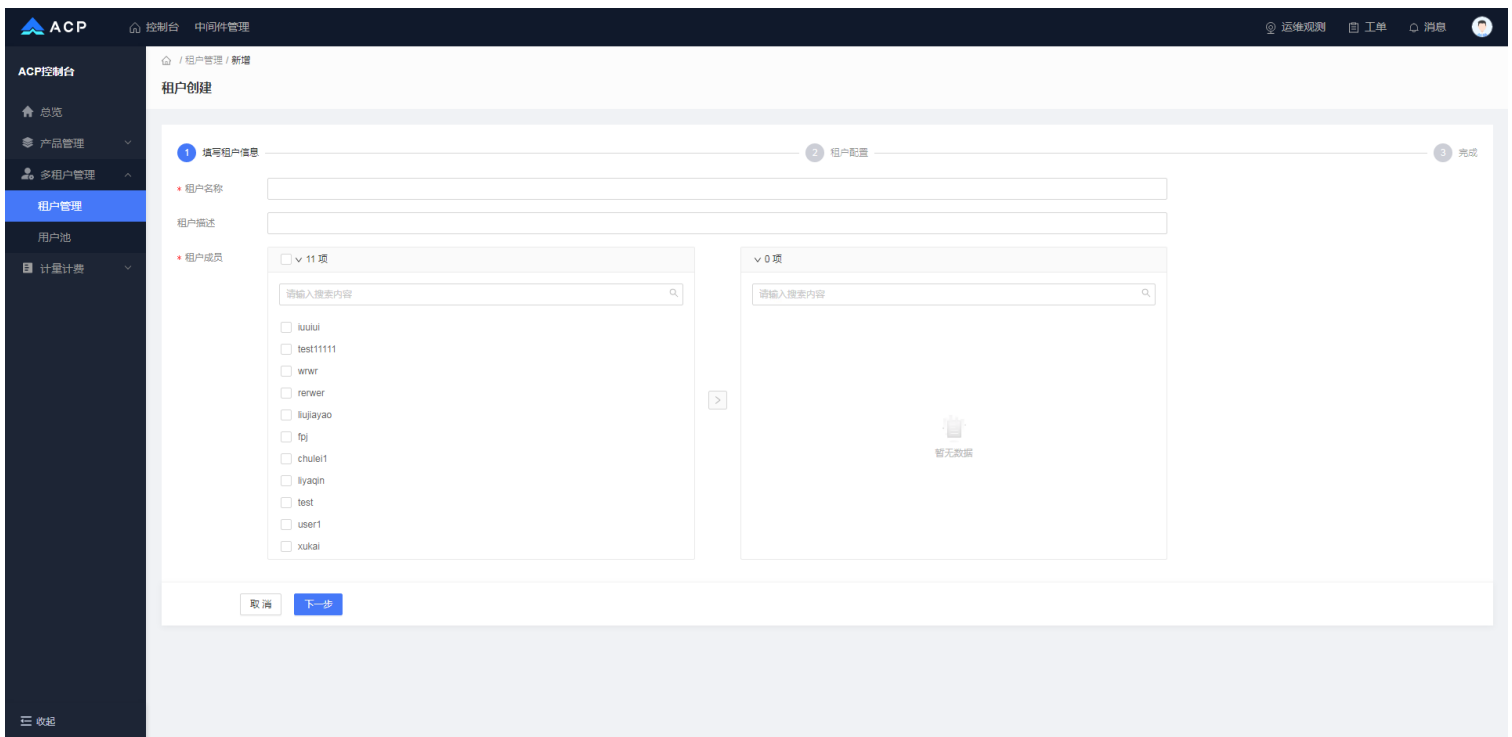 ACP 控制台 中间件管理 运维观测 工单 消息
ACP控制台
总览
产品管理
多租户管理
租户管理
用户池
计量计费
收起
/ 租户管理 / 新增
租户创建
1 填写租户信息 2 租户配置 3 完成
* 租户名称
租户描述
* 租户成员
11 项
请输入搜索内容
iuuiui
test11111
wrwr
rerwer
liujiayao
fpj
chulei1
liyaqin
test
user1
xukai
>
0 项
请输入搜索内容
暂无数据
取消 下一步